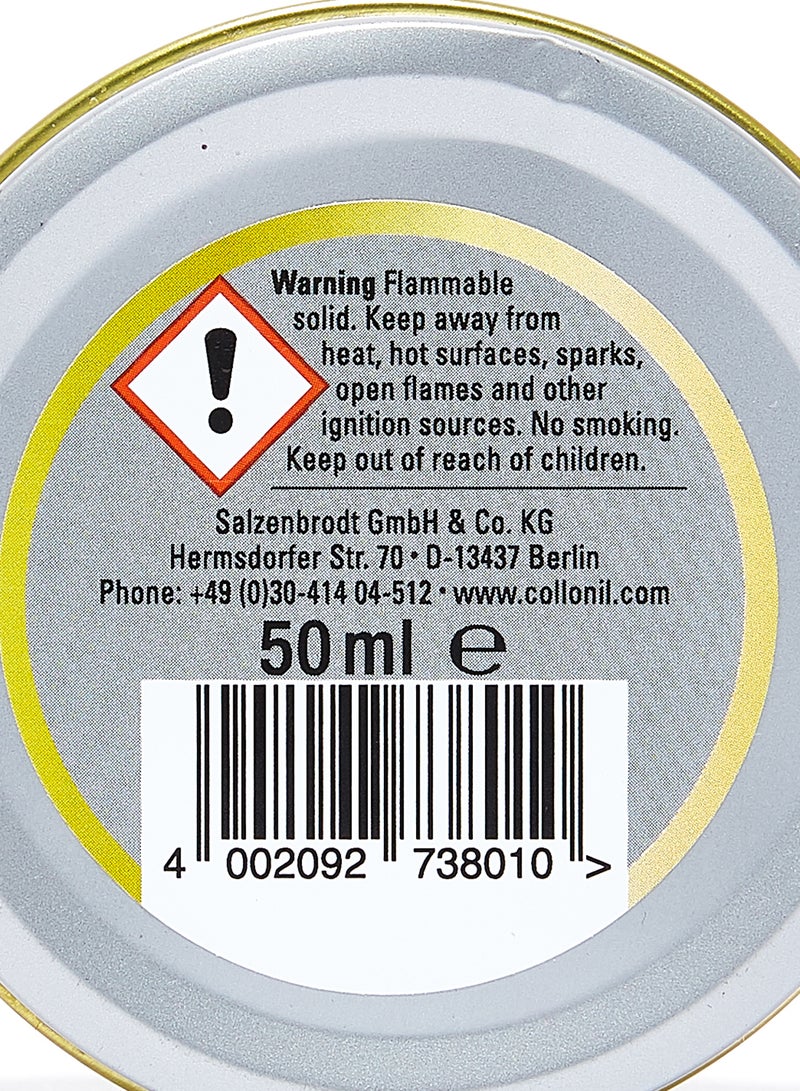 Warning Flammable
solid. Keep away from
heat, hot surfaces, sparks,
open flames and other
ignition sources. No smoking.
Keep out of reach of children.
Salzenbrodt GmbH & Co. KG
Hermsdorfer Str. 70 • D-13437 Berlin
Phone: +49 (0)30-414 04-512 • www.collonil.com
50 ml ℮
4 002092 738010 >